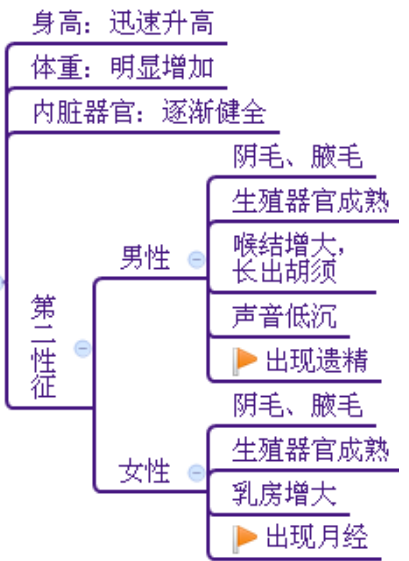 身高：迅速升高
体重：明显增加
内脏器官：逐渐健全
第二性征
男性
阴毛、腋毛
生殖器官成熟
喉结增大，
长出胡须
声音低沉
出现遗精
女性
阴毛、腋毛
生殖器官成熟
乳房增大
出现月经